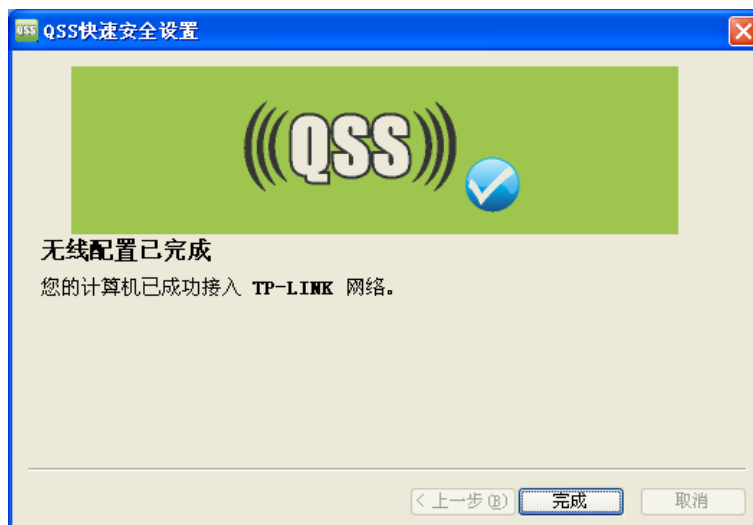 QSS QSS快速安全设置
(((QSS)))
无线配置已完成
您的计算机已成功接入 TP-LINK 网络。
< 上一步(B) 完成 取消